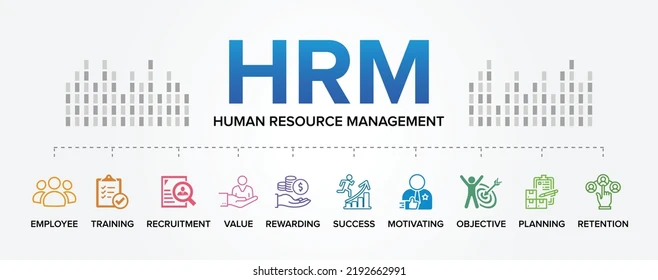 HRM
HUMAN RESOURCE MANAGEMENT
EMPLOYEE TRAINING RECRUITMENT VALUE REWARDING SUCCESS MOTIVATING OBJECTIVE PLANNING RETENTION
shutterstock.com · 2192662991